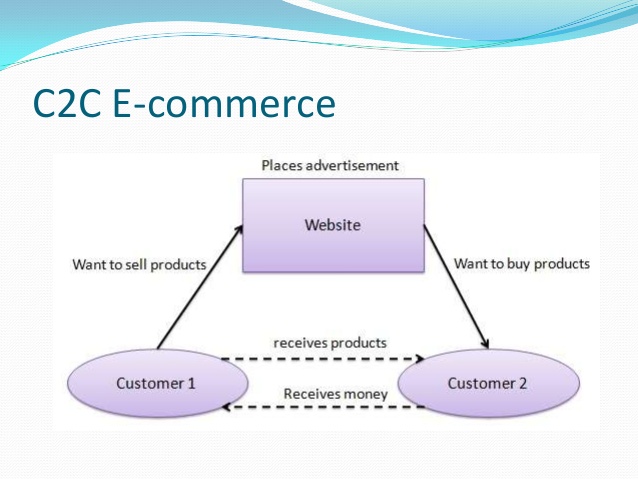 C2C E-commerce
Places advertisement
Website
Want to sell products
Want to buy products
receives products
Customer 1
Customer 2
Receives money